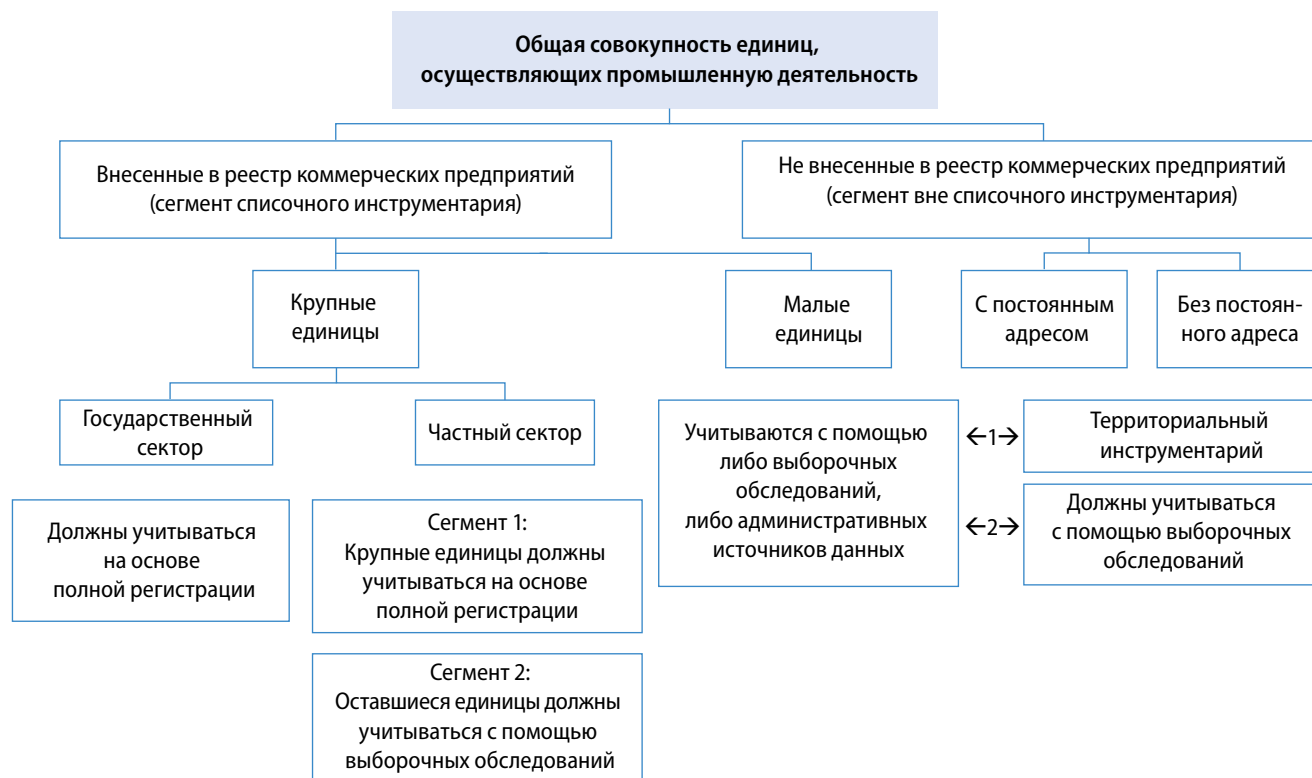 Общая совокупность единиц,
осуществляющих промышленную деятельность
Внесенные в реестр коммерческих предприятий
(сегмент списочного инструментария)
Не внесенные в реестр коммерческих предприятий
(сегмент вне списочного инструментария)
Крупные
единицы
Малые
единицы
С постоянным
адресом
Без постоян-
ного адреса
Государственный
сектор
Частный сектор
Учитываются с помощью
либо выборочных
обследований,
либо административных
источников данных
←1→
Территориальный
инструментарий
←2→
Должны учитываться
с помощью выборочных
обследований
Должны учитываться
на основе
полной регистрации
Сегмент 1:
Крупные единицы должны
учитываться на основе
полной регистрации
Сегмент 2:
Оставшиеся единицы должны
учитываться с помощью
выборочных обследований